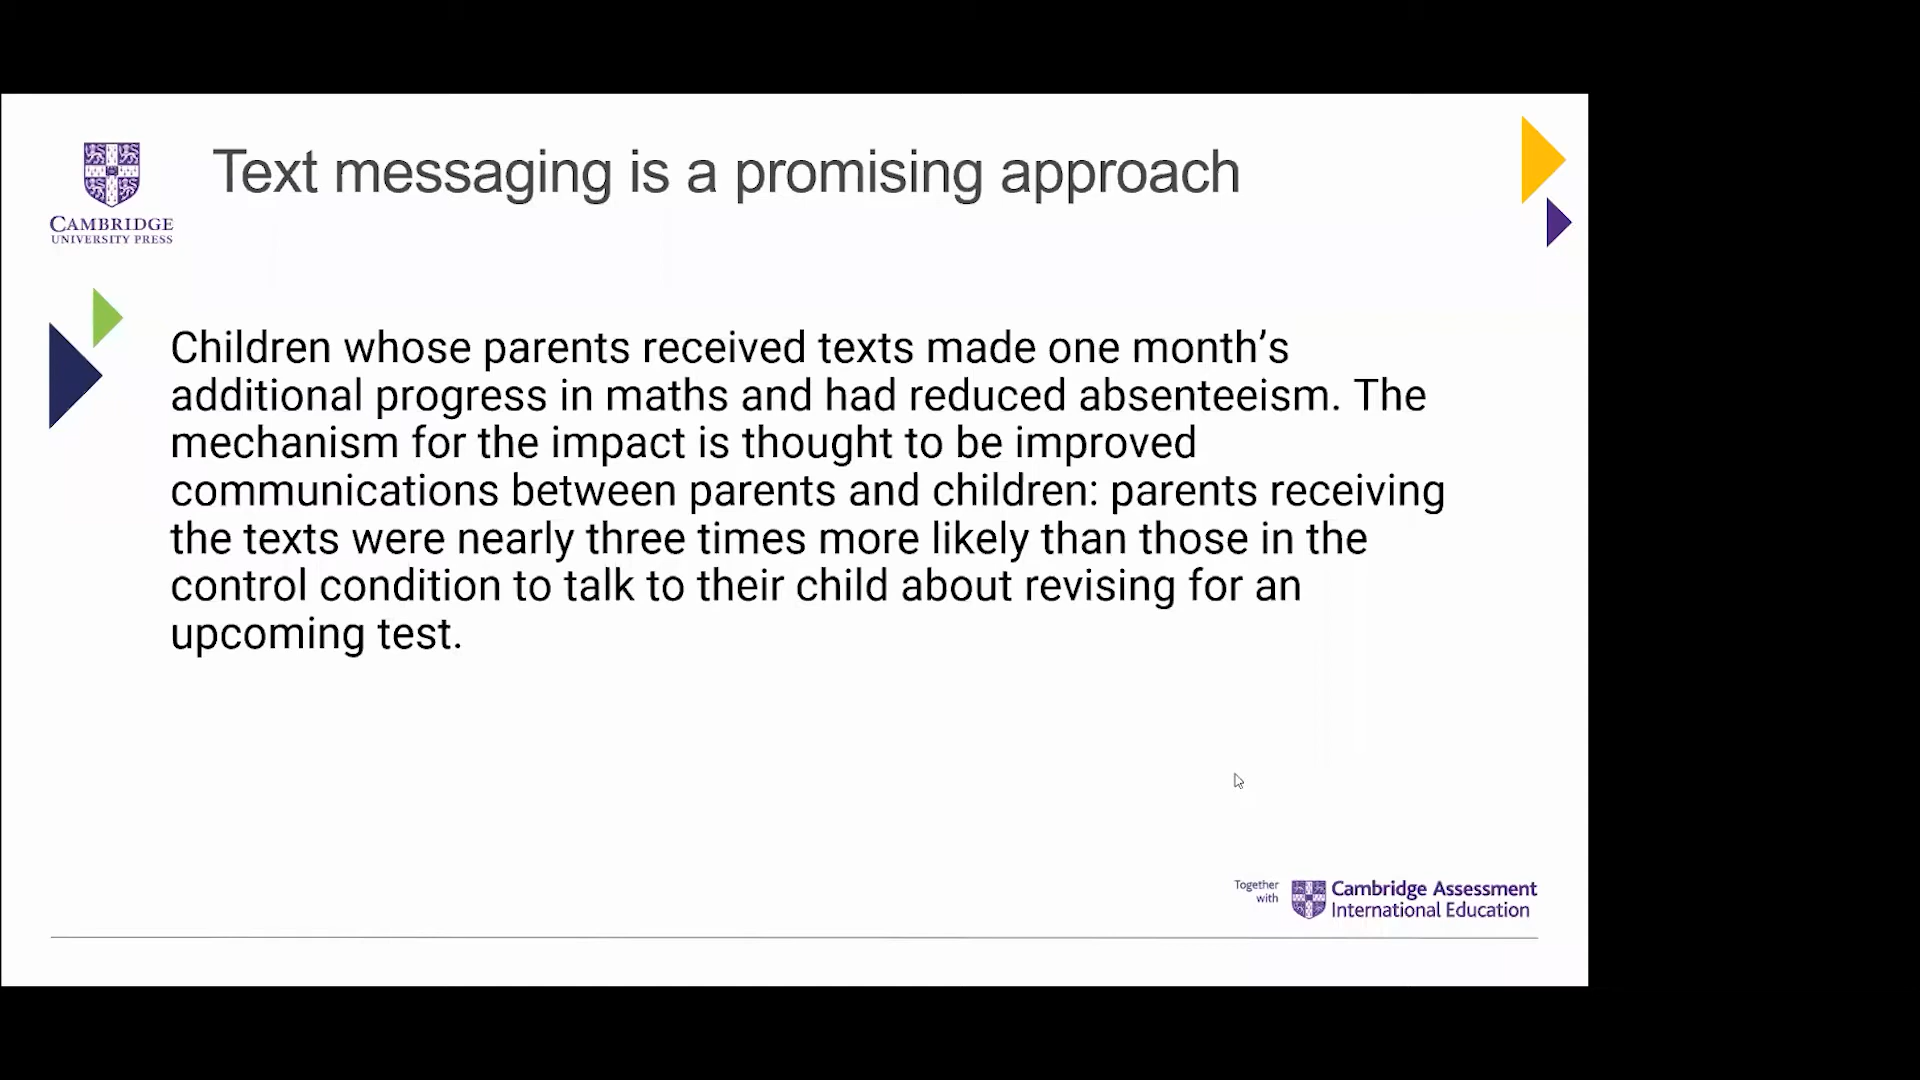 Text messaging is a promising approach
CAMBRIDGE
UNIVERSITY PRESS
Children whose parents received texts made one month’s
additional progress in maths and had reduced absenteeism. The
mechanism for the impact is thought to be improved
communications between parents and children: parents receiving
the texts were nearly three times more likely than those in the
control condition to talk to their child about revising for an
upcoming test.
Together
with
Cambridge Assessment
International Education